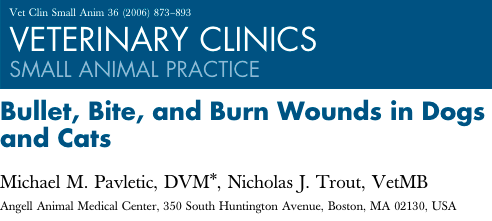 Vet Clin Small Anim 36 (2006) 873–893
VETERINARY CLINICS
SMALL ANIMAL PRACTICE
Bullet, Bite, and Burn Wounds in Dogs
and Cats
Michael M. Pavletic, DVM*, Nicholas J. Trout, VetMB
Angell Animal Medical Center, 350 South Huntington Avenue, Boston, MA 02130, USA